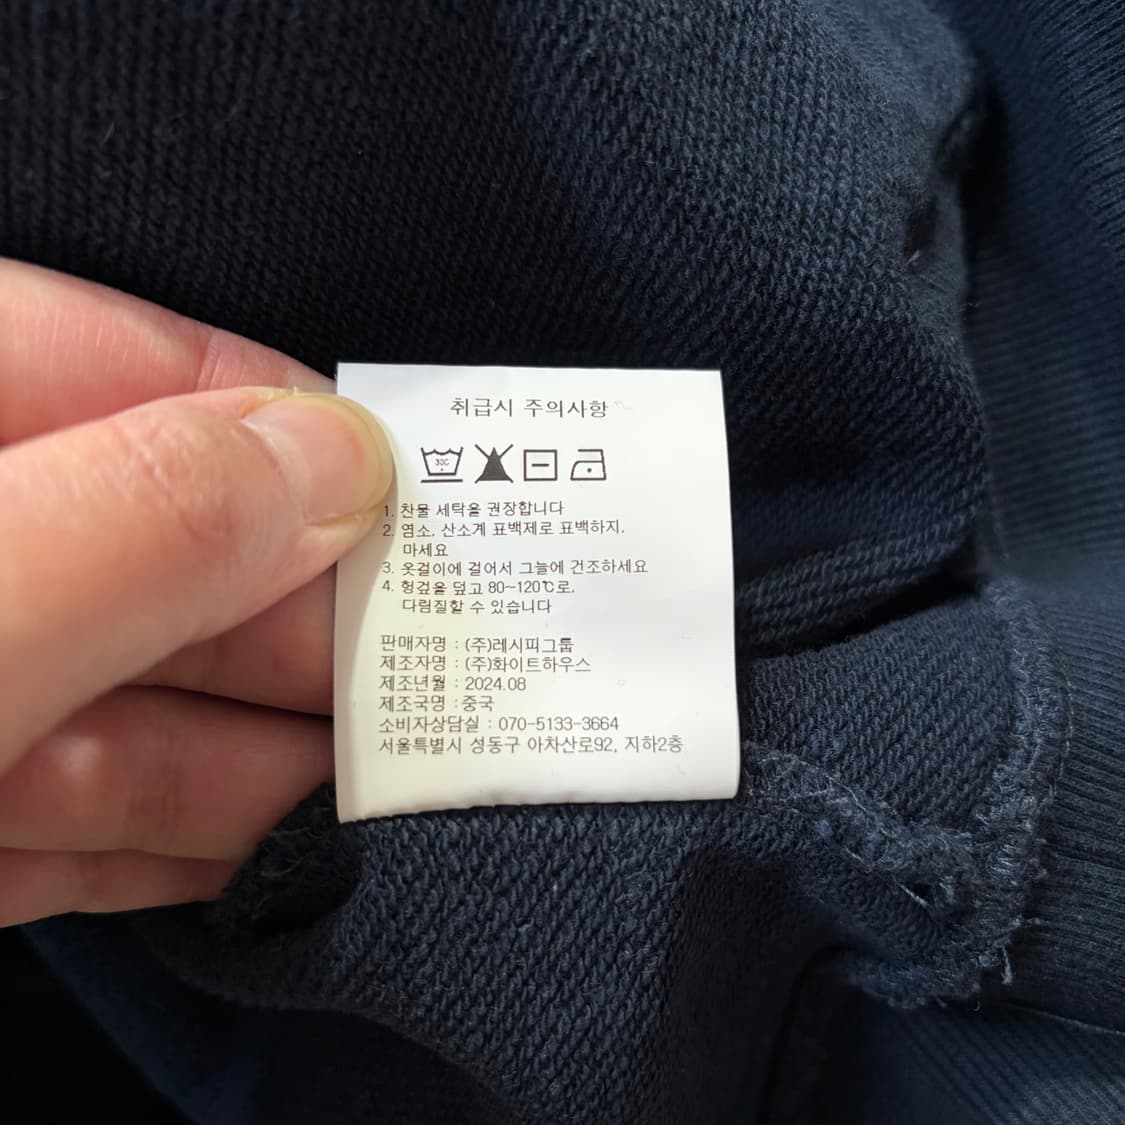 취급시 주의사항
30C
1. 찬물 세탁을 권장합니다
2. 염소, 산소계 표백제로 표백하지.
마세요
3. 옷걸이에 걸어서 그늘에 건조하세요
4. 헝겊을 덮고 80~120℃로.
다림질할 수 있습니다
판매자명 : (주)레시피그룹
제조자명 : (주)화이트하우스
제조년월 : 2024.08
제조국명 : 중국
소비자상담실 : 070-5133-3664
서울특별시 성동구 아차산로92, 지하2층